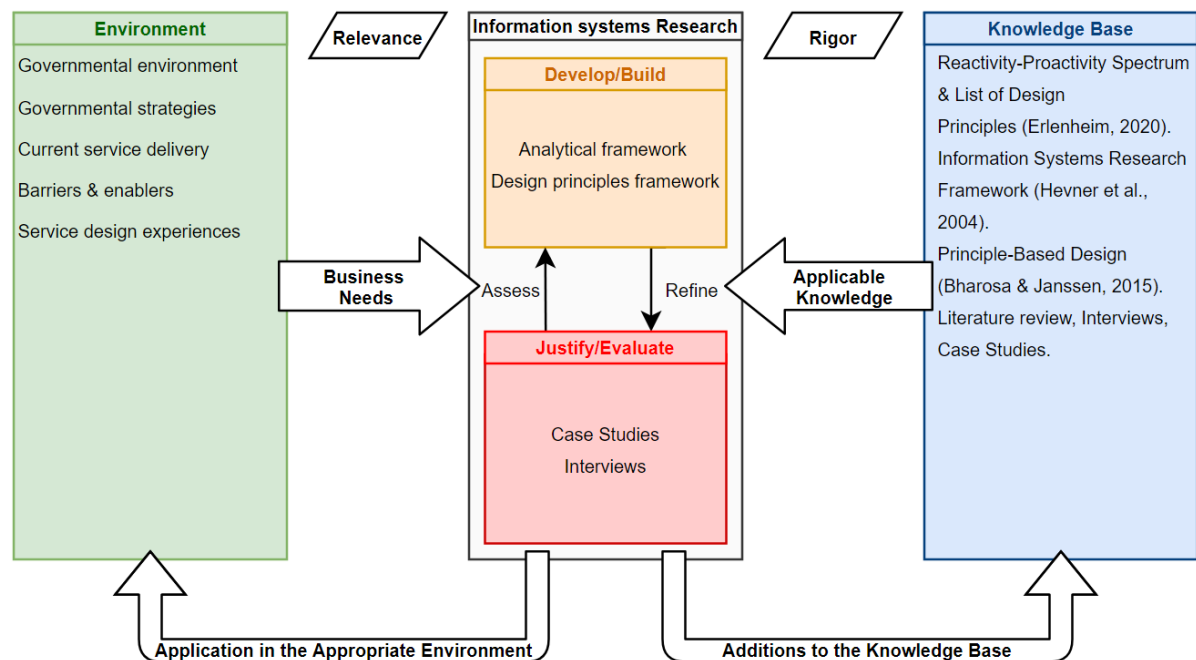 Environment
Governmental environment
Governmental strategies
Current service delivery
Barriers & enablers
Service design experiences
Relevance
Business
Needs
Information systems Research
Develop/Build
Analytical framework
Design principles framework
Assess
Refine
Justify/Evaluate
Case Studies
Interviews
Rigor
Applicable
Knowledge
Knowledge Base
Reactivity-Proactivity Spectrum
& List of Design
Principles (Erlenheim, 2020).
Information Systems Research
Framework (Hevner et al.,
2004).
Principle-Based Design
(Bharosa & Janssen, 2015).
Literature review, Interviews,
Case Studies.
Application in the Appropriate Environment
Additions to the Knowledge Base